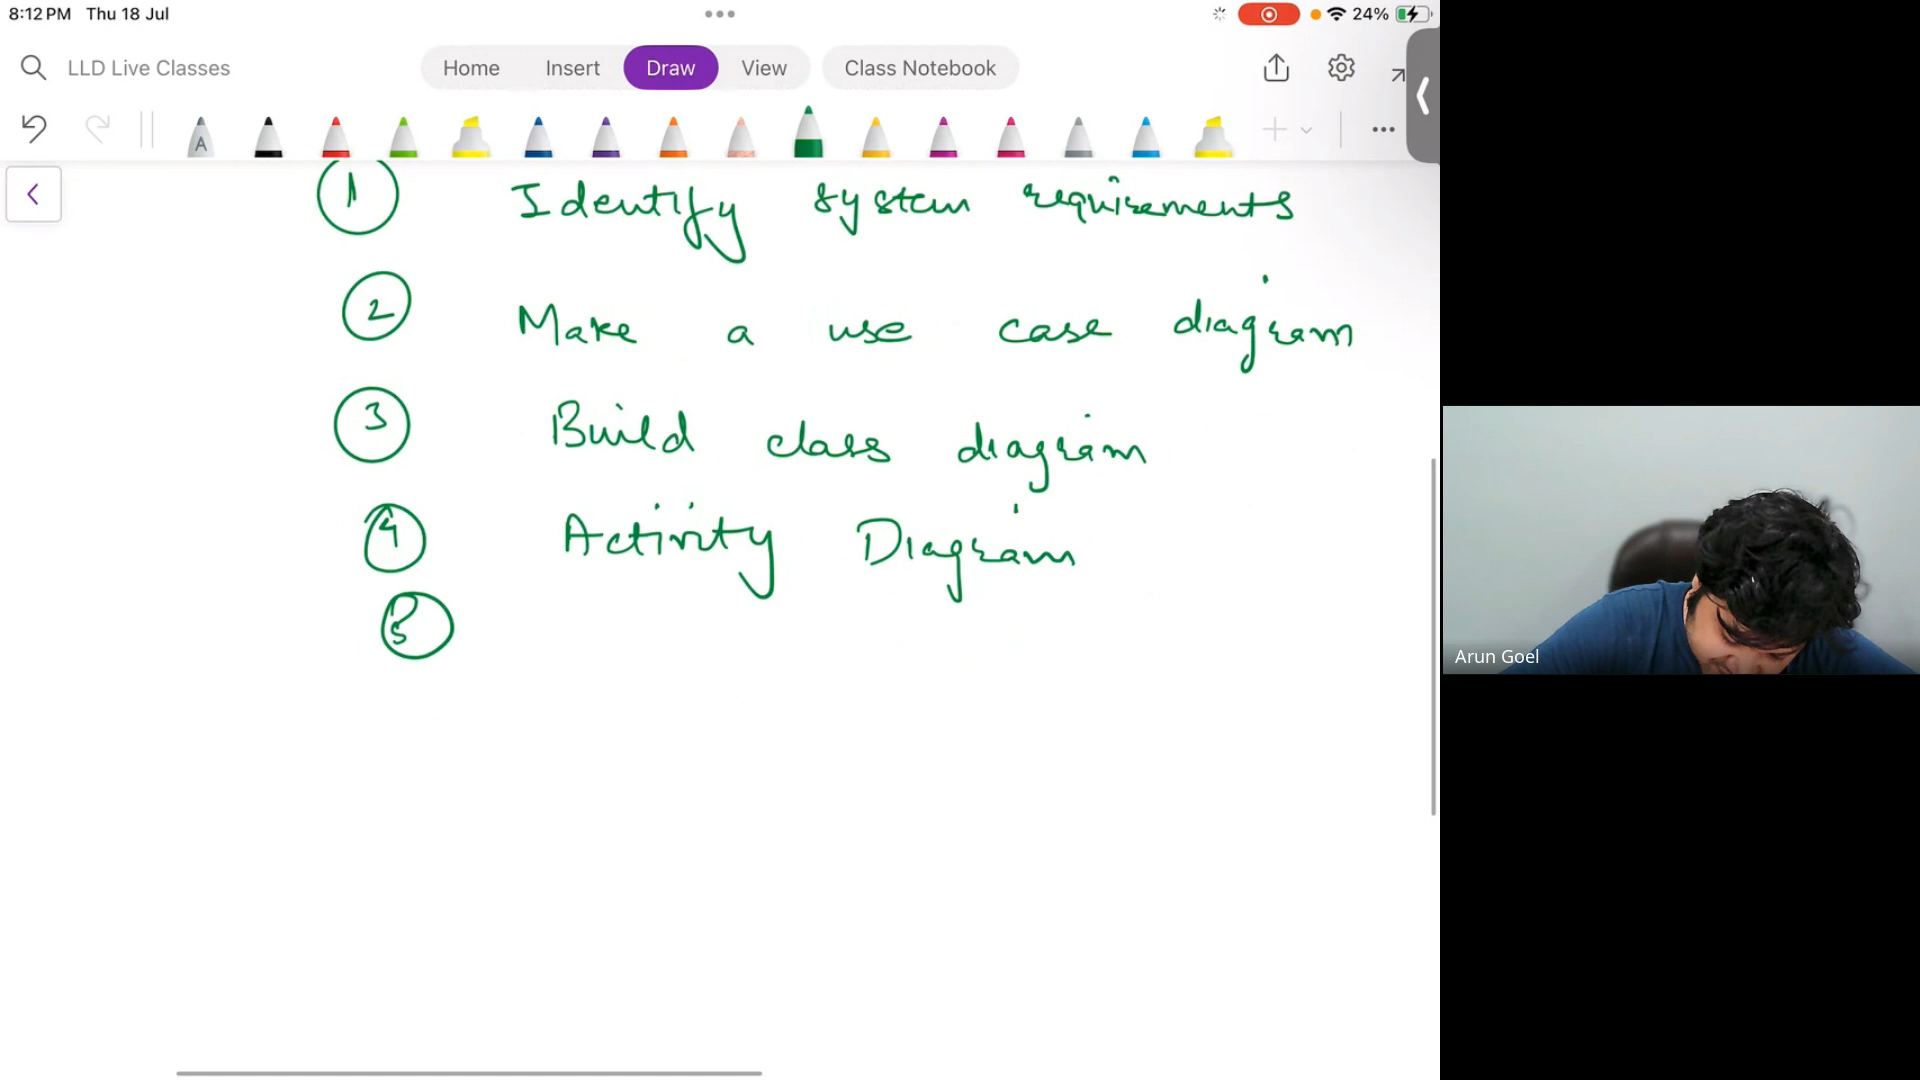 8:12 PM Thu 18 Jul
24%
LLD Live Classes
Home Insert Draw View Class Notebook
A
1 Identify system requirements
2 Make a use case diagram
3 Build class diagram
4 Activity Diagram
5
Arun Goel